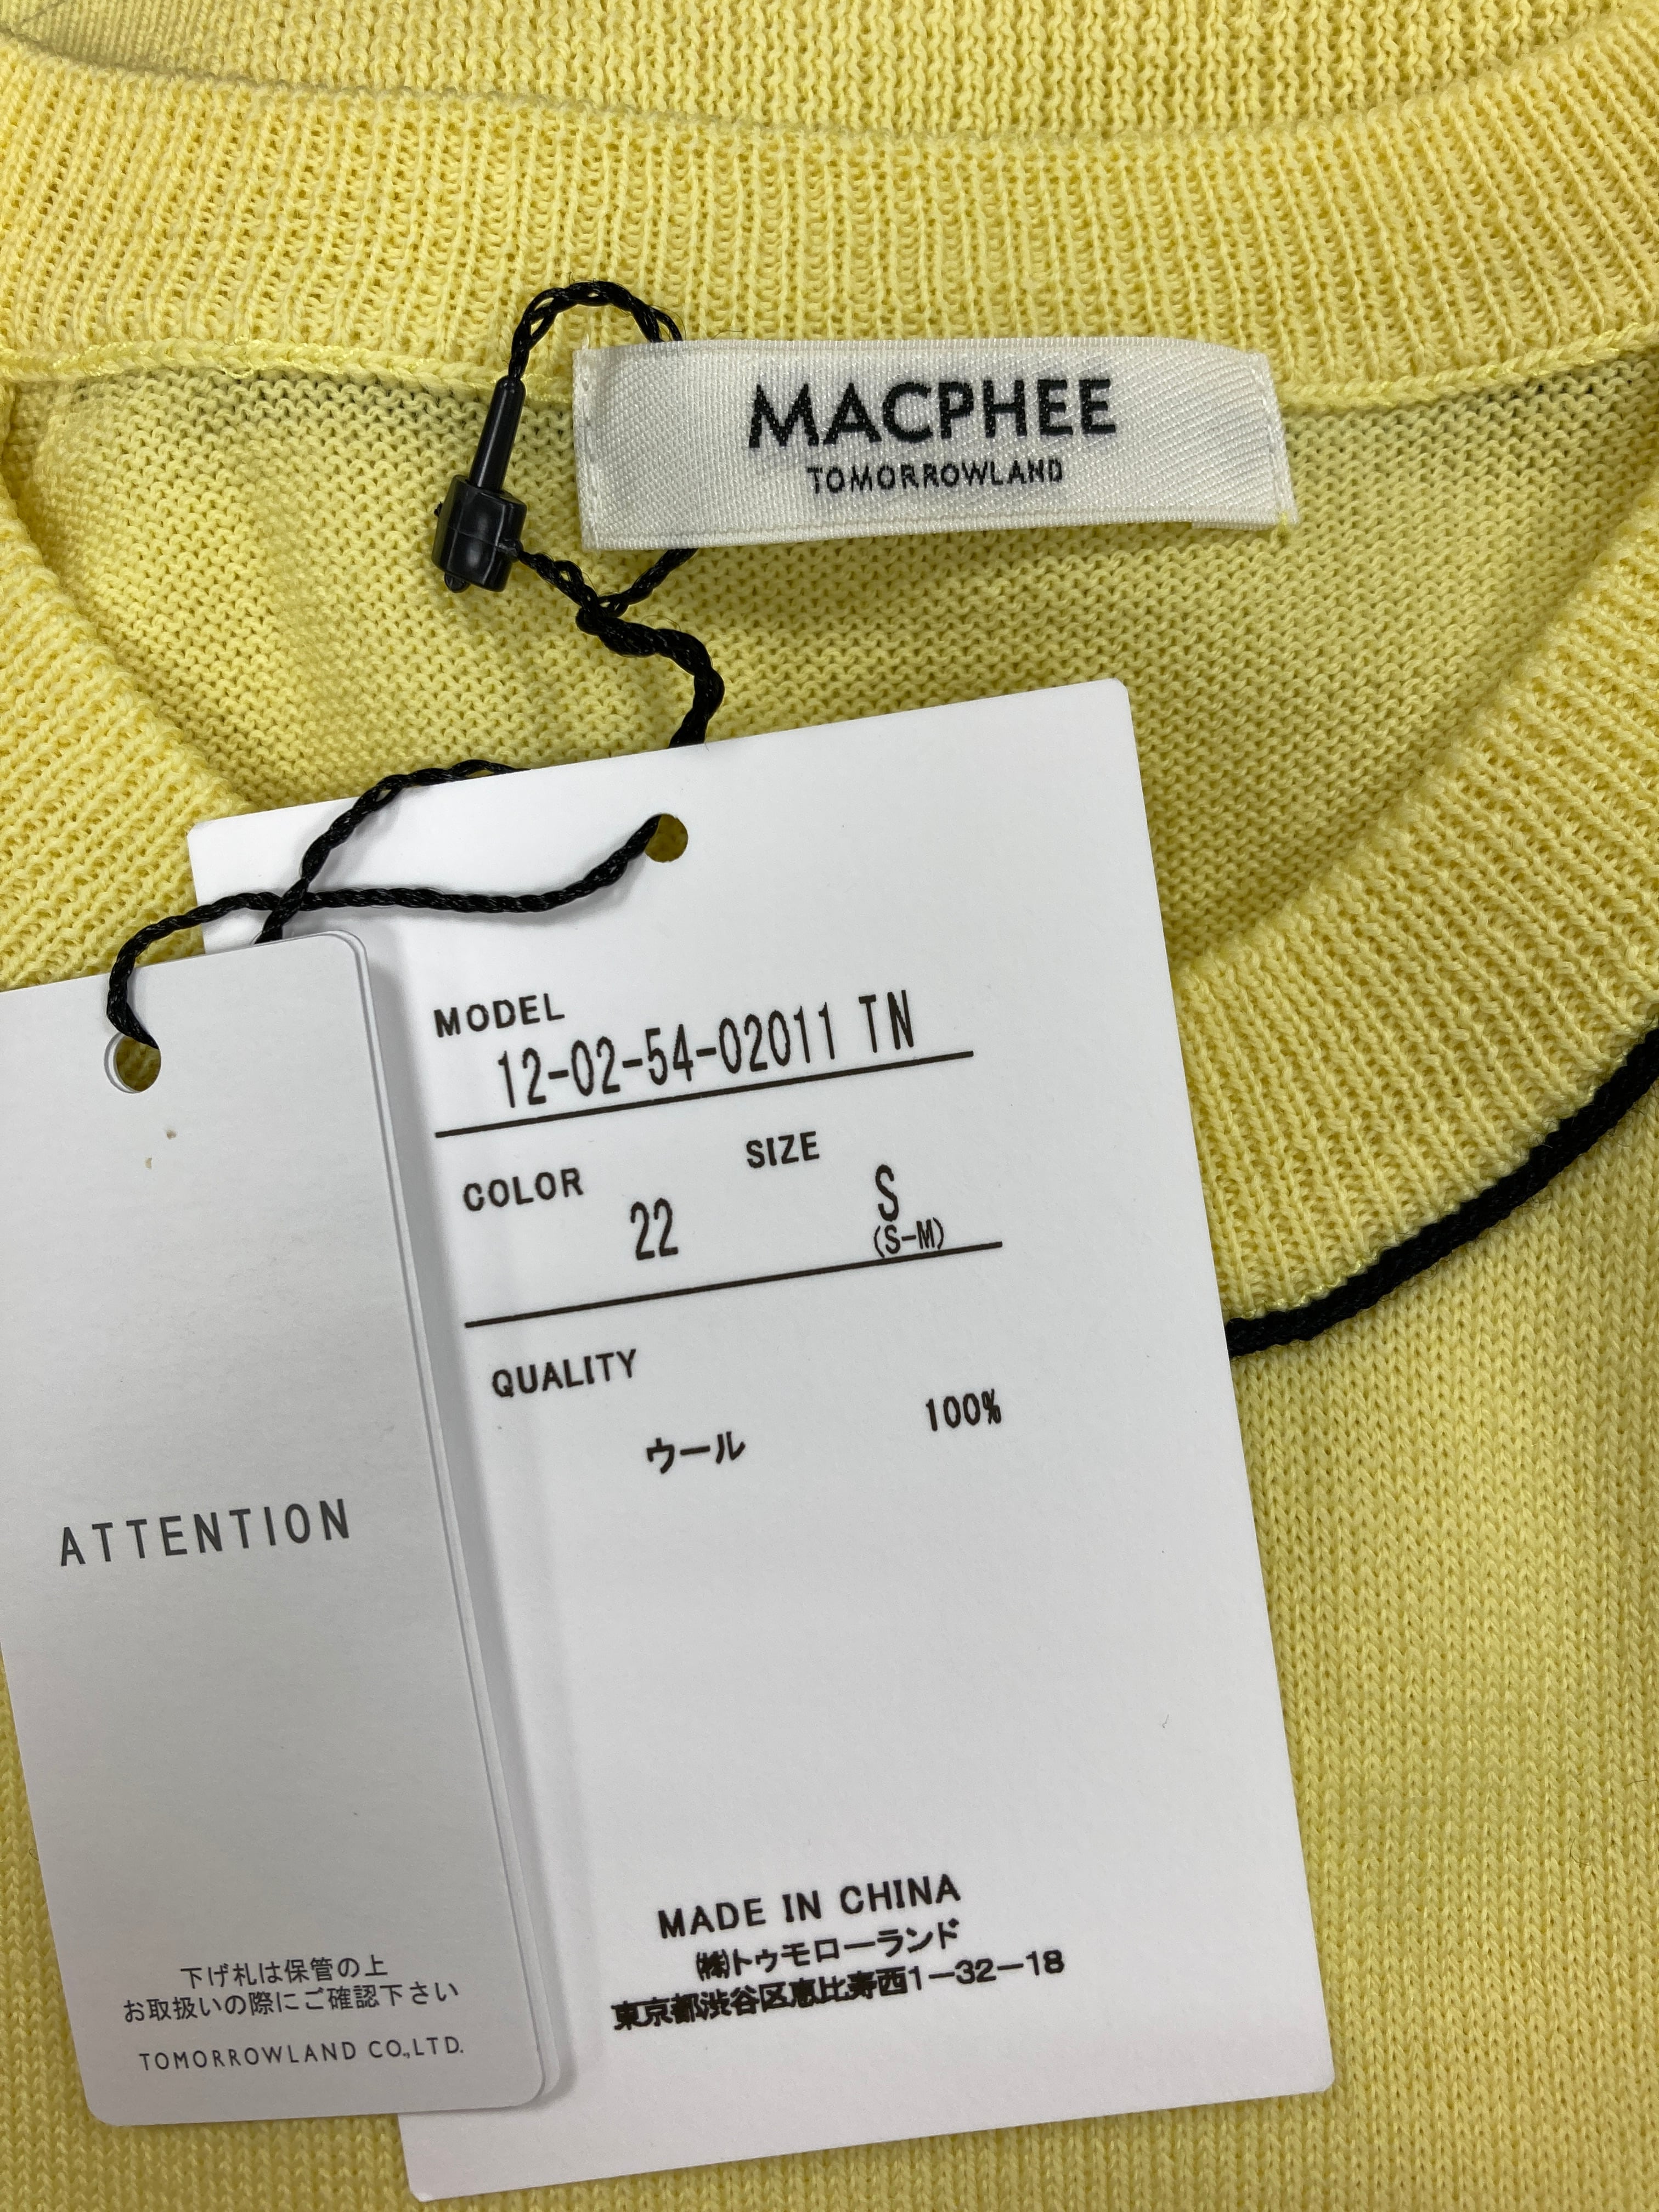 MACPHEE
TOMORROWLAND
MODEL
12-02-54-02011 TN
COLOR
22
SIZE
S
(S-M)
QUALITY
ウール 100%
MADE IN CHINA
㈱トゥモローランド
東京都渋谷区恵比寿西1－32－18
ATTENTION
下げ札は保管の上
お取扱いの際にご確認下さい
TOMORROWLAND CO.,LTD.